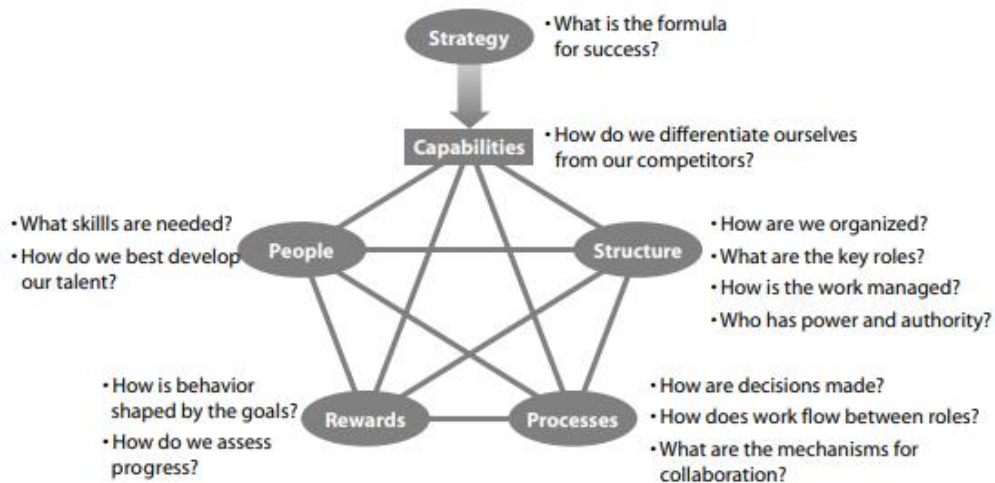 Strategy
• What is the formula
for success?
Capabilities
• How do we differentiate ourselves
from our competitors?
• What skillls are needed?
• How do we best develop
our talent?
People
Structure
• How are we organized?
• What are the key roles?
• How is the work managed?
• Who has power and authority?
• How is behavior
shaped by the goals?
• How do we assess
progress?
Rewards
Processes
• How are decisions made?
• How does work flow between roles?
• What are the mechanisms for
collaboration?